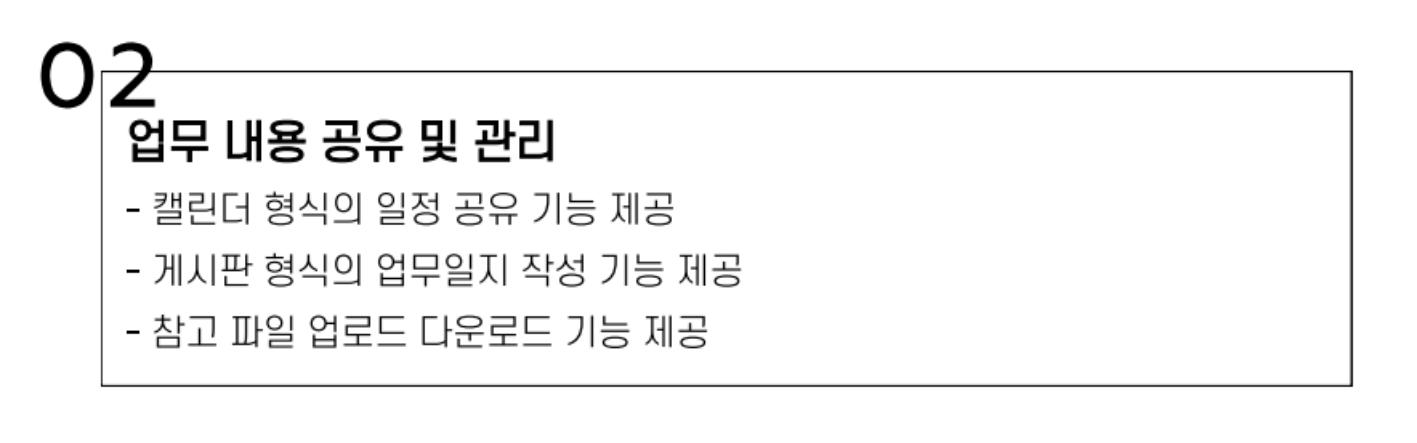 02
업무 내용 공유 및 관리
- 캘린더 형식의 일정 공유 기능 제공
- 게시판 형식의 업무일지 작성 기능 제공
- 참고 파일 업로드 다운로드 기능 제공